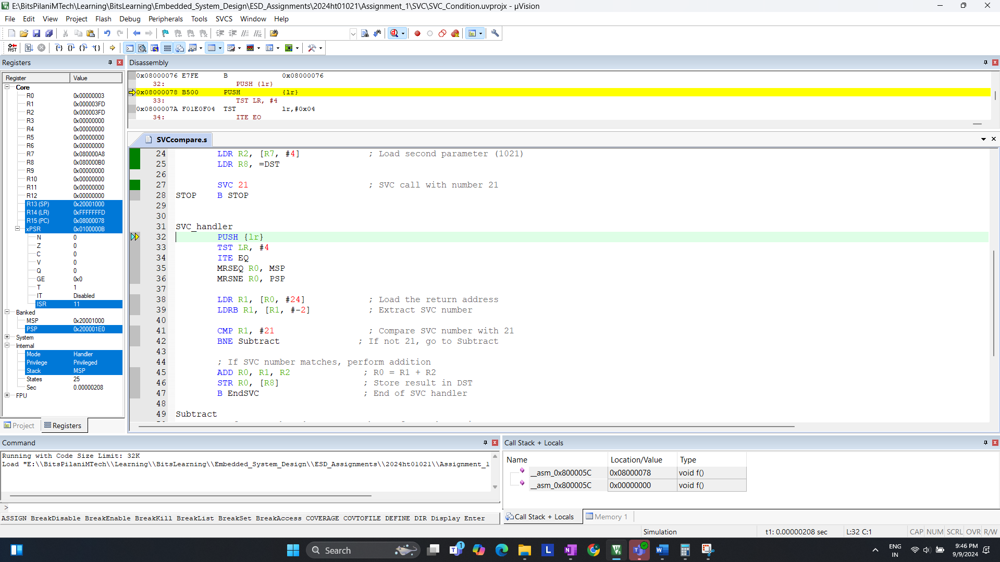 E:\BitsPilaniMTech\Learning\BitsLearning\Embedded_System_Design\ESD_Assignments\2024ht01021\Assignment_1\SVC\SVC_Condition.uvprojx - µVision
File Edit View Project Flash Debug Peripherals Tools SVCS Window Help
Registers
Register Value
Core
R0 0x00000003
R1 0x000003FD
R2 0x000003FD
R3 0x00000000
R4 0x00000000
R5 0x00000000
R6 0x00000000
R7 0x080000A8
R8 0x080000B0
R9 0x00000000
R10 0x00000000
R11 0x00000000
R12 0x00000000
R13 (SP) 0x20001000
R14 (LR) 0xFFFFFFFD
R15 (PC) 0x08000078
xPSR 0x0100000B
N 0
Z 0
C 0
V 0
Q 0
GE 0x0
T 1
IT Disabled
ISR 11
Banked
MSP 0x20001000
PSP 0x200001E0
System
Internal
Mode Handler
Privilege Privileged
Stack MSP
States 25
Sec 0.00000208
FPU
Project Registers
Disassembly
0x08000076 E7FE B 0x08000076
32: PUSH {lr}
0x08000078 B500 PUSH {lr}
33: TST LR, #4
0x0800007A F01E0F04 TST lr,#0x04
34: ITE EQ
SVCcompare.s
24 LDR R2, [R7, #4] ; Load second parameter (1021)
25 LDR R8, =DST
26
27 SVC 21 ; SVC call with number 21
28 STOP B STOP
29
30
31 SVC_handler
32 PUSH {lr}
33 TST LR, #4
34 ITE EQ
35 MRSEQ R0, MSP
36 MRSNE R0, PSP
37
38 LDR R1, [R0, #24] ; Load the return address
39 LDRB R1, [R1, #-2] ; Extract SVC number
40
41 CMP R1, #21 ; Compare SVC number with 21
42 BNE Subtract ; If not 21, go to Subtract
43
44 ; If SVC number matches, perform addition
45 ADD R0, R1, R2 ; R0 = R1 + R2
46 STR R0, [R8] ; Store result in DST
47 B EndSVC ; End of SVC handler
48
49 Subtract
Command
Running with Code Size Limit: 32K
Load "E:\\BitsPilaniMTech\\Learning\\BitsLearning\\Embedded_System_Design\\ESD_Assignments\\2024ht01021\\Assignment_1
>
ASSIGN BreakDisable BreakEnable BreakKill BreakList BreakSet BreakAccess COVERAGE COVTOFILE DEFINE DIR Display Enter
Call Stack + Locals
Name Location/Value Type
__asm_0x800005C 0x08000078 void f()
__asm_0x800005C 0x00000000 void f()
Call Stack + Locals Memory 1
Simulation t1: 0.00000208 sec L:32 C:1 CAP NUM SCRL OVR R/W
Search
1
ENG
IN
9:46 PM
9/9/2024